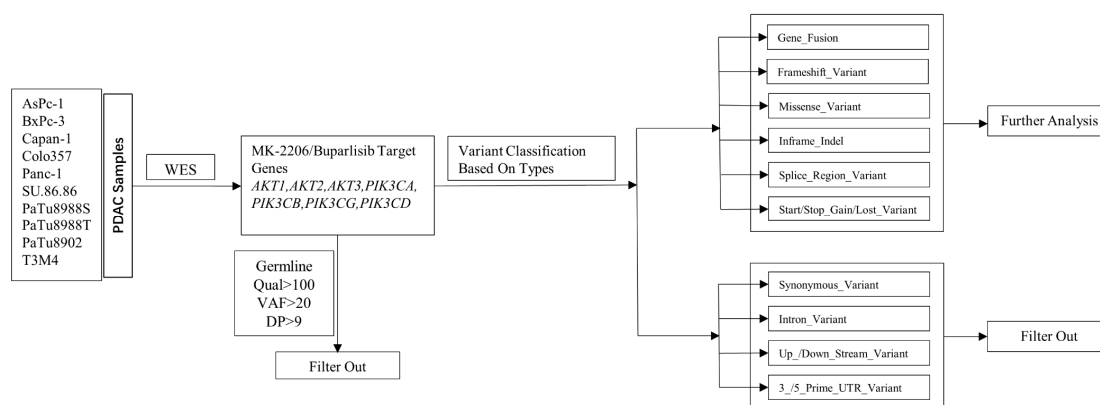 AsPc-1
BxPc-3
Capan-1
Colo357
Panc-1
SU.86.86
PaTu8988S
PaTu8988T
PaTu8902
T3M4
PDAC Samples
WES
MK-2206/Buparlisib Target
Genes
AKT1,AKT2,AKT3,PIK3CA,
PIK3CB,PIK3CG,PIK3CD
Germline
Qual>100
VAF>20
DP>9
Filter Out
Variant Classification
Based On Types
Gene_Fusion
Frameshift_Variant
Missense_Variant
Inframe_Indel
Splice_Region_Variant
Start/Stop_Gain/Lost_Variant
Further Analysis
Synonymous_Variant
Intron_Variant
Up_/Down_Stream_Variant
3_/5_Prime_UTR_Variant
Filter Out